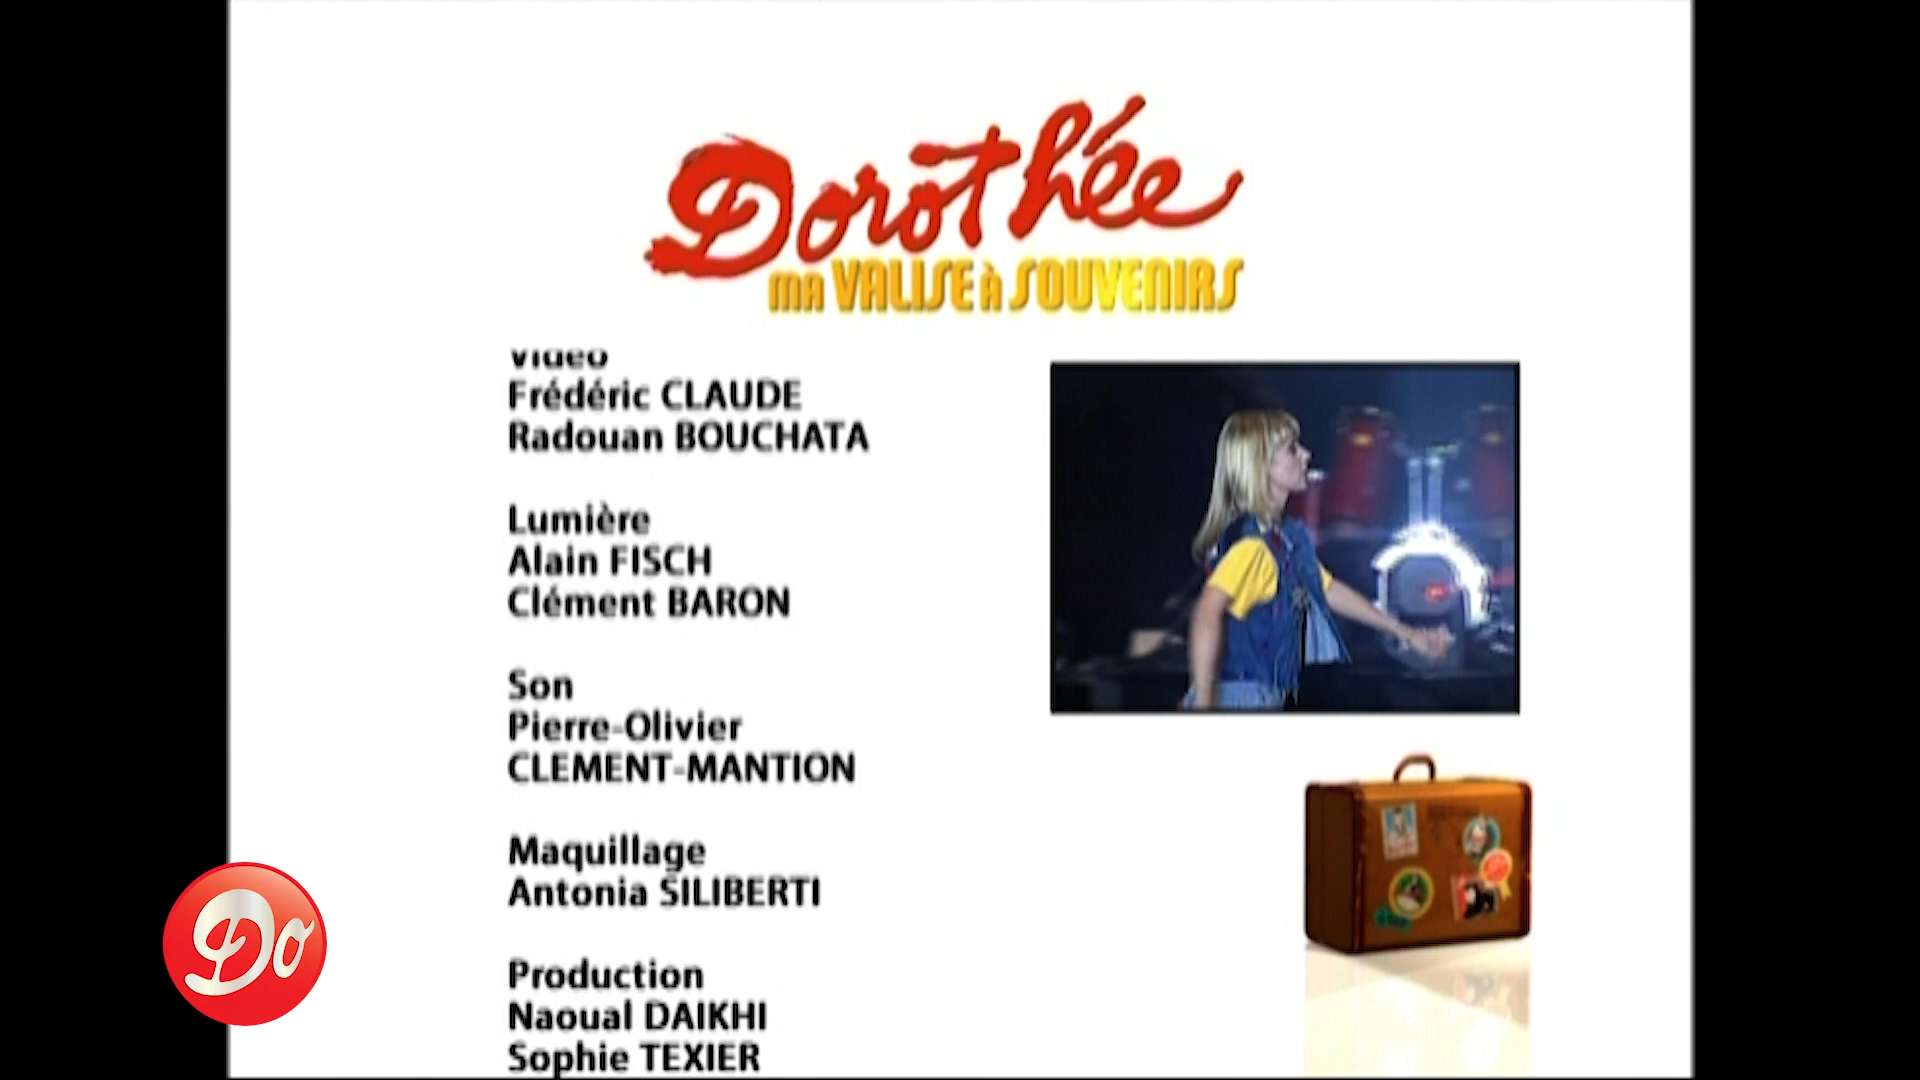 Dorothée
ma VALISE à SOUVENIRS
Vidéo
Frédéric CLAUDE
Radouan BOUCHATA
Lumière
Alain FISCH
Clément BARON
Son
Pierre-Olivier
CLEMENT-MANTION
Maquillage
Antonia SILIBERTI
Production
Naoual DAIKHI
Sophie TEXIER
Do